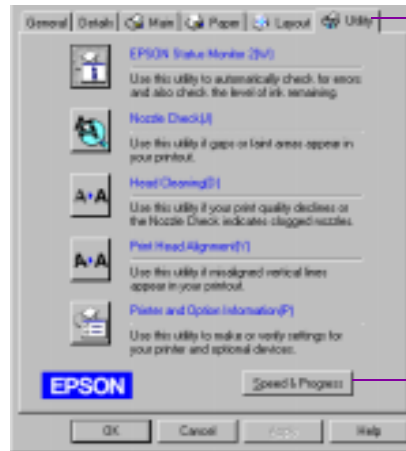 General Details Main Paper Layout Utility
EPSON Status Monitor 2(W)
Use this utility to automatically check for errors
and also check the level of ink remaining.
Nozzle Check(J)
Use this utility if gaps or faint areas appear in
your printout.
Head Cleaning(D)
A A
Use this utility if your print quality declines or
the Nozzle Check indicates clogged nozzles.
Print Head Alignment(Y)
A A
Use this utility if misaligned vertical lines
appear in your printout.
Printer and Option Information(P)
Use this utility to make or verify settings for
your printer and optional devices.
EPSON Speed & Progress
OK Cancel Apply Help